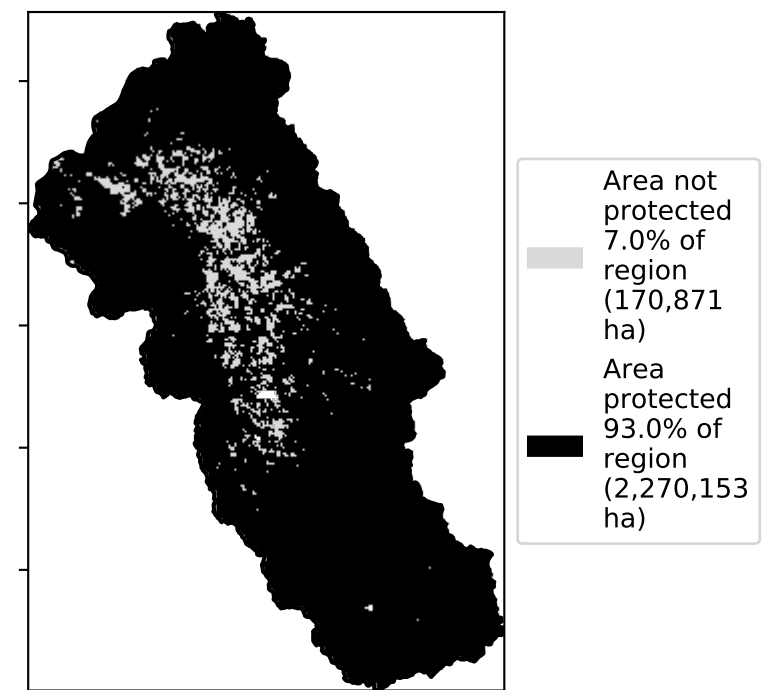 Area not
protected
7.0% of
region
(170,871
ha)
Area
protected
93.0% of
region
(2,270,153
ha)